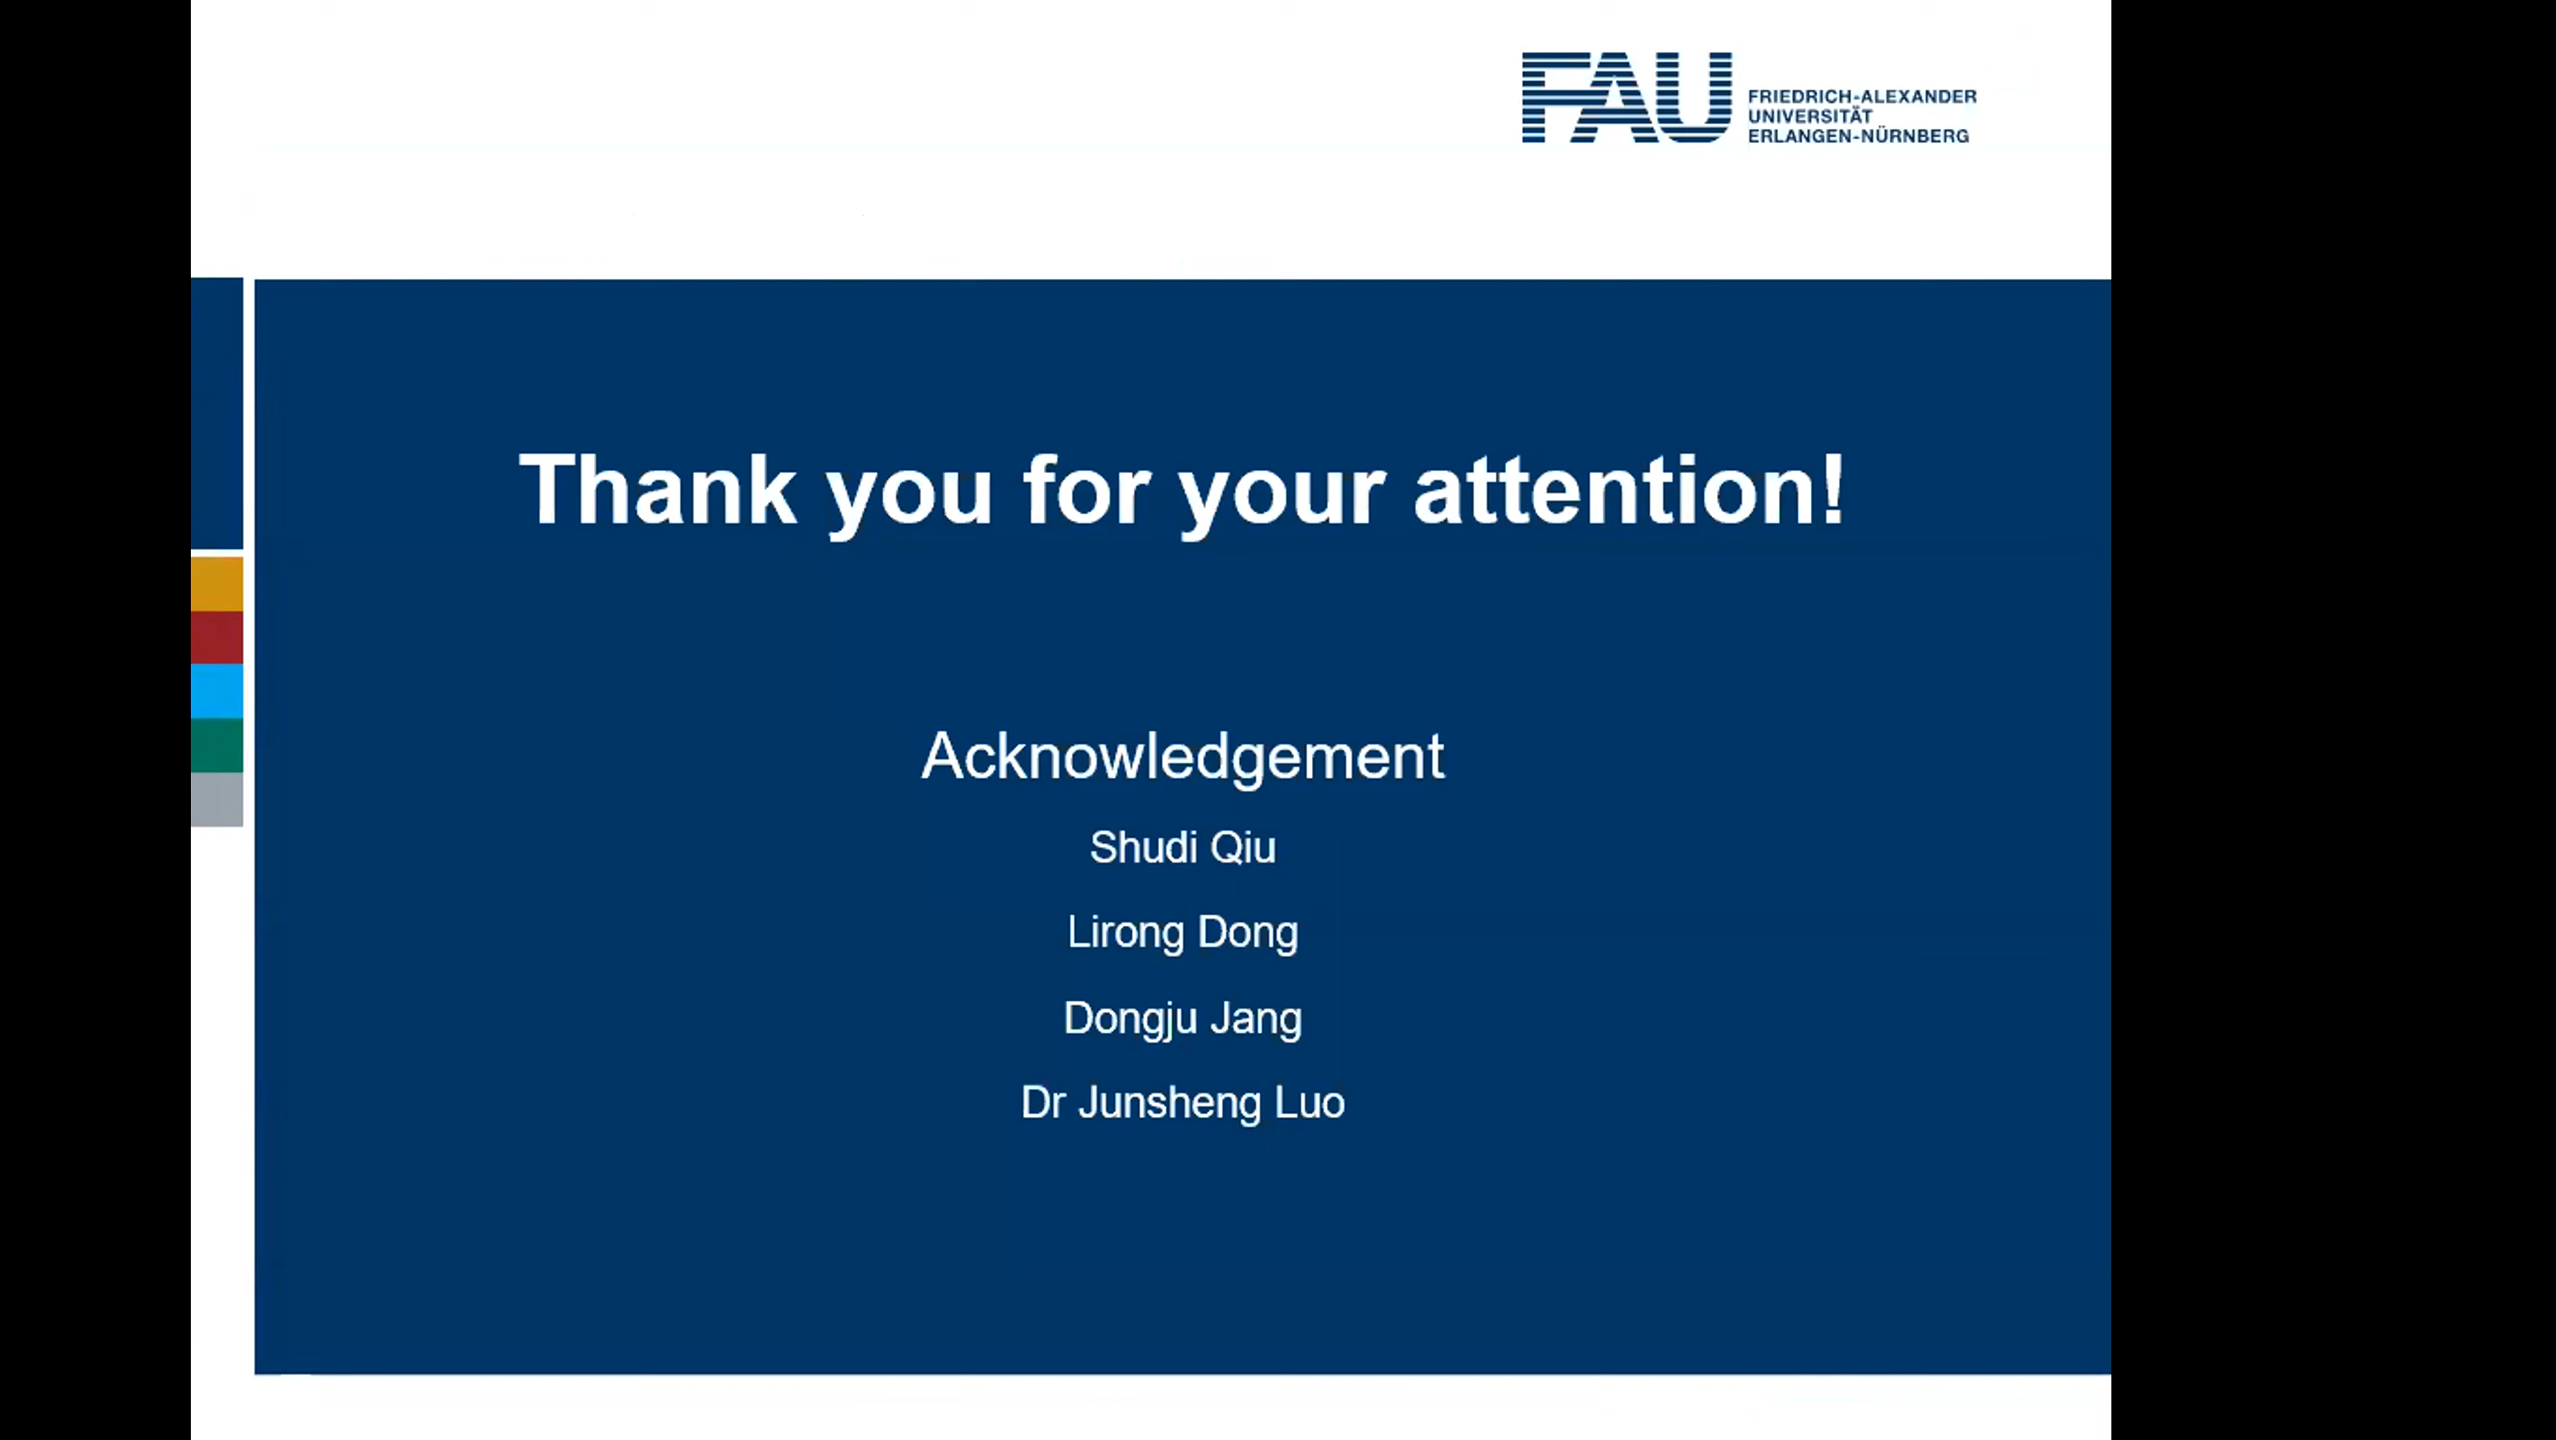 FAU
FRIEDRICH-ALEXANDER
UNIVERSITÄT
ERLANGEN-NÜRNBERG
Thank you for your attention!
Acknowledgement
Shudi Qiu
Lirong Dong
Dongju Jang
Dr Junsheng Luo